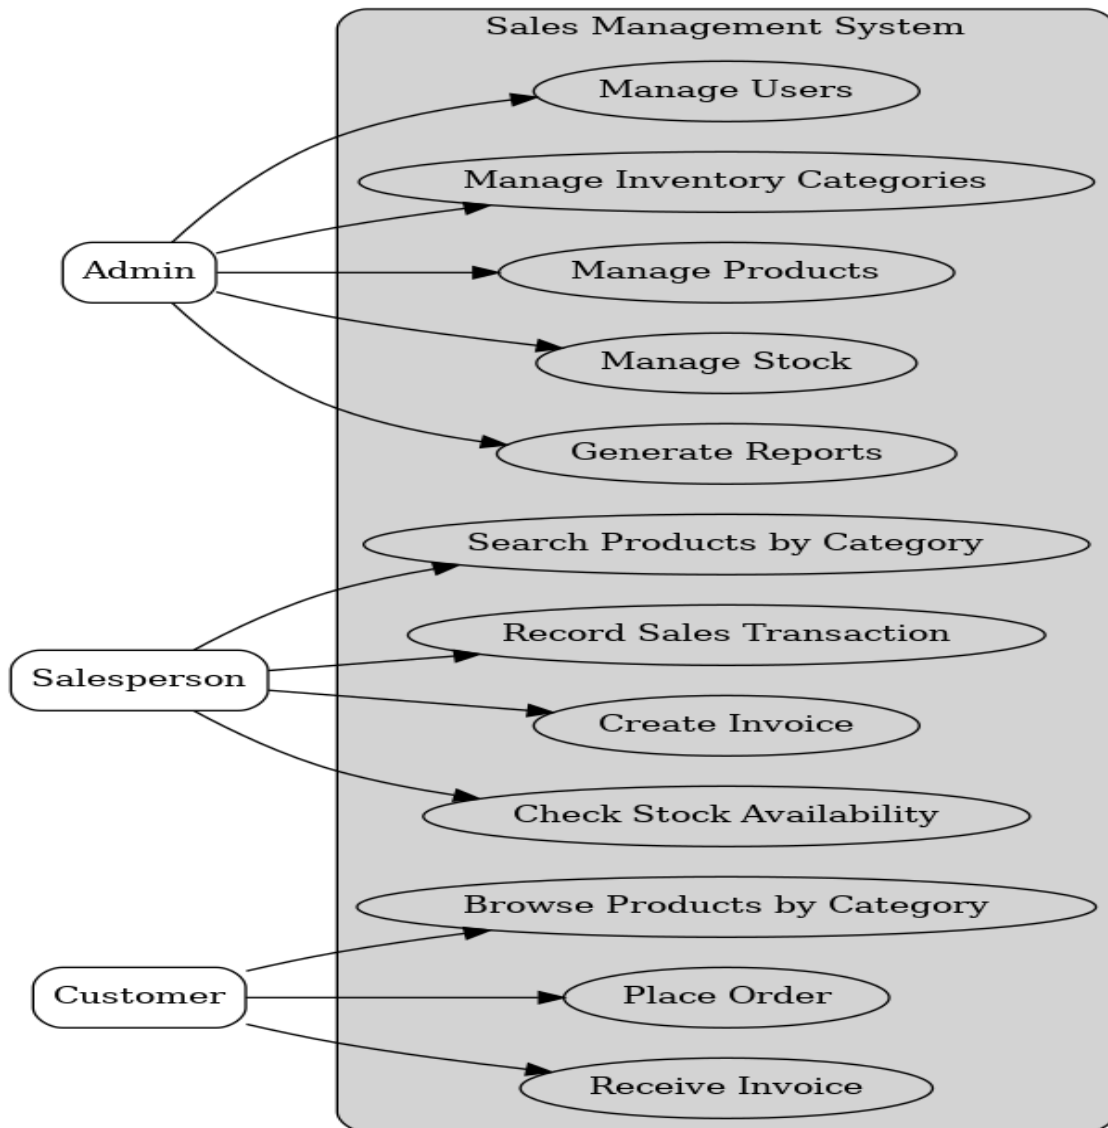 Sales Management System
Manage Users
Manage Inventory Categories
Admin
Manage Products
Manage Stock
Generate Reports
Search Products by Category
Record Sales Transaction
Salesperson
Create Invoice
Check Stock Availability
Browse Products by Category
Customer
Place Order
Receive Invoice